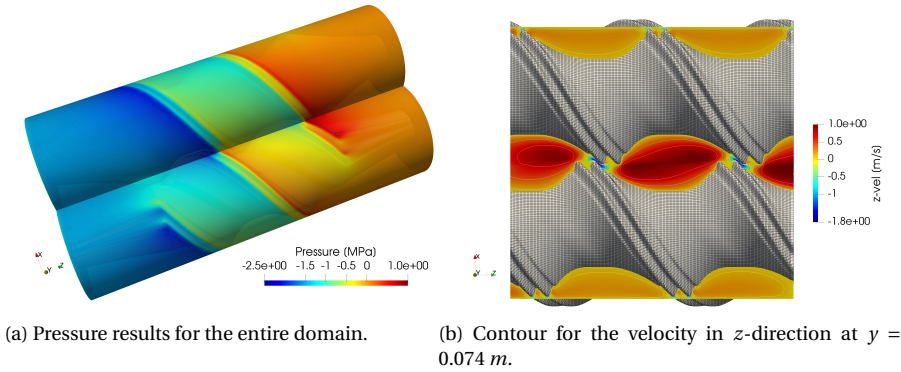 Pressure (MPa)
-2.5e+00 -1.5 -1 -0.5 0 1.0e+00
X
Y
Z
1.0e+00
0
-0.5
-1
-1.8e+00
z-vel (m/s)
X
Y
Z
(a) Pressure results for the entire domain.
(b) Contour for the velocity in z-direction at y =
0.074 m.